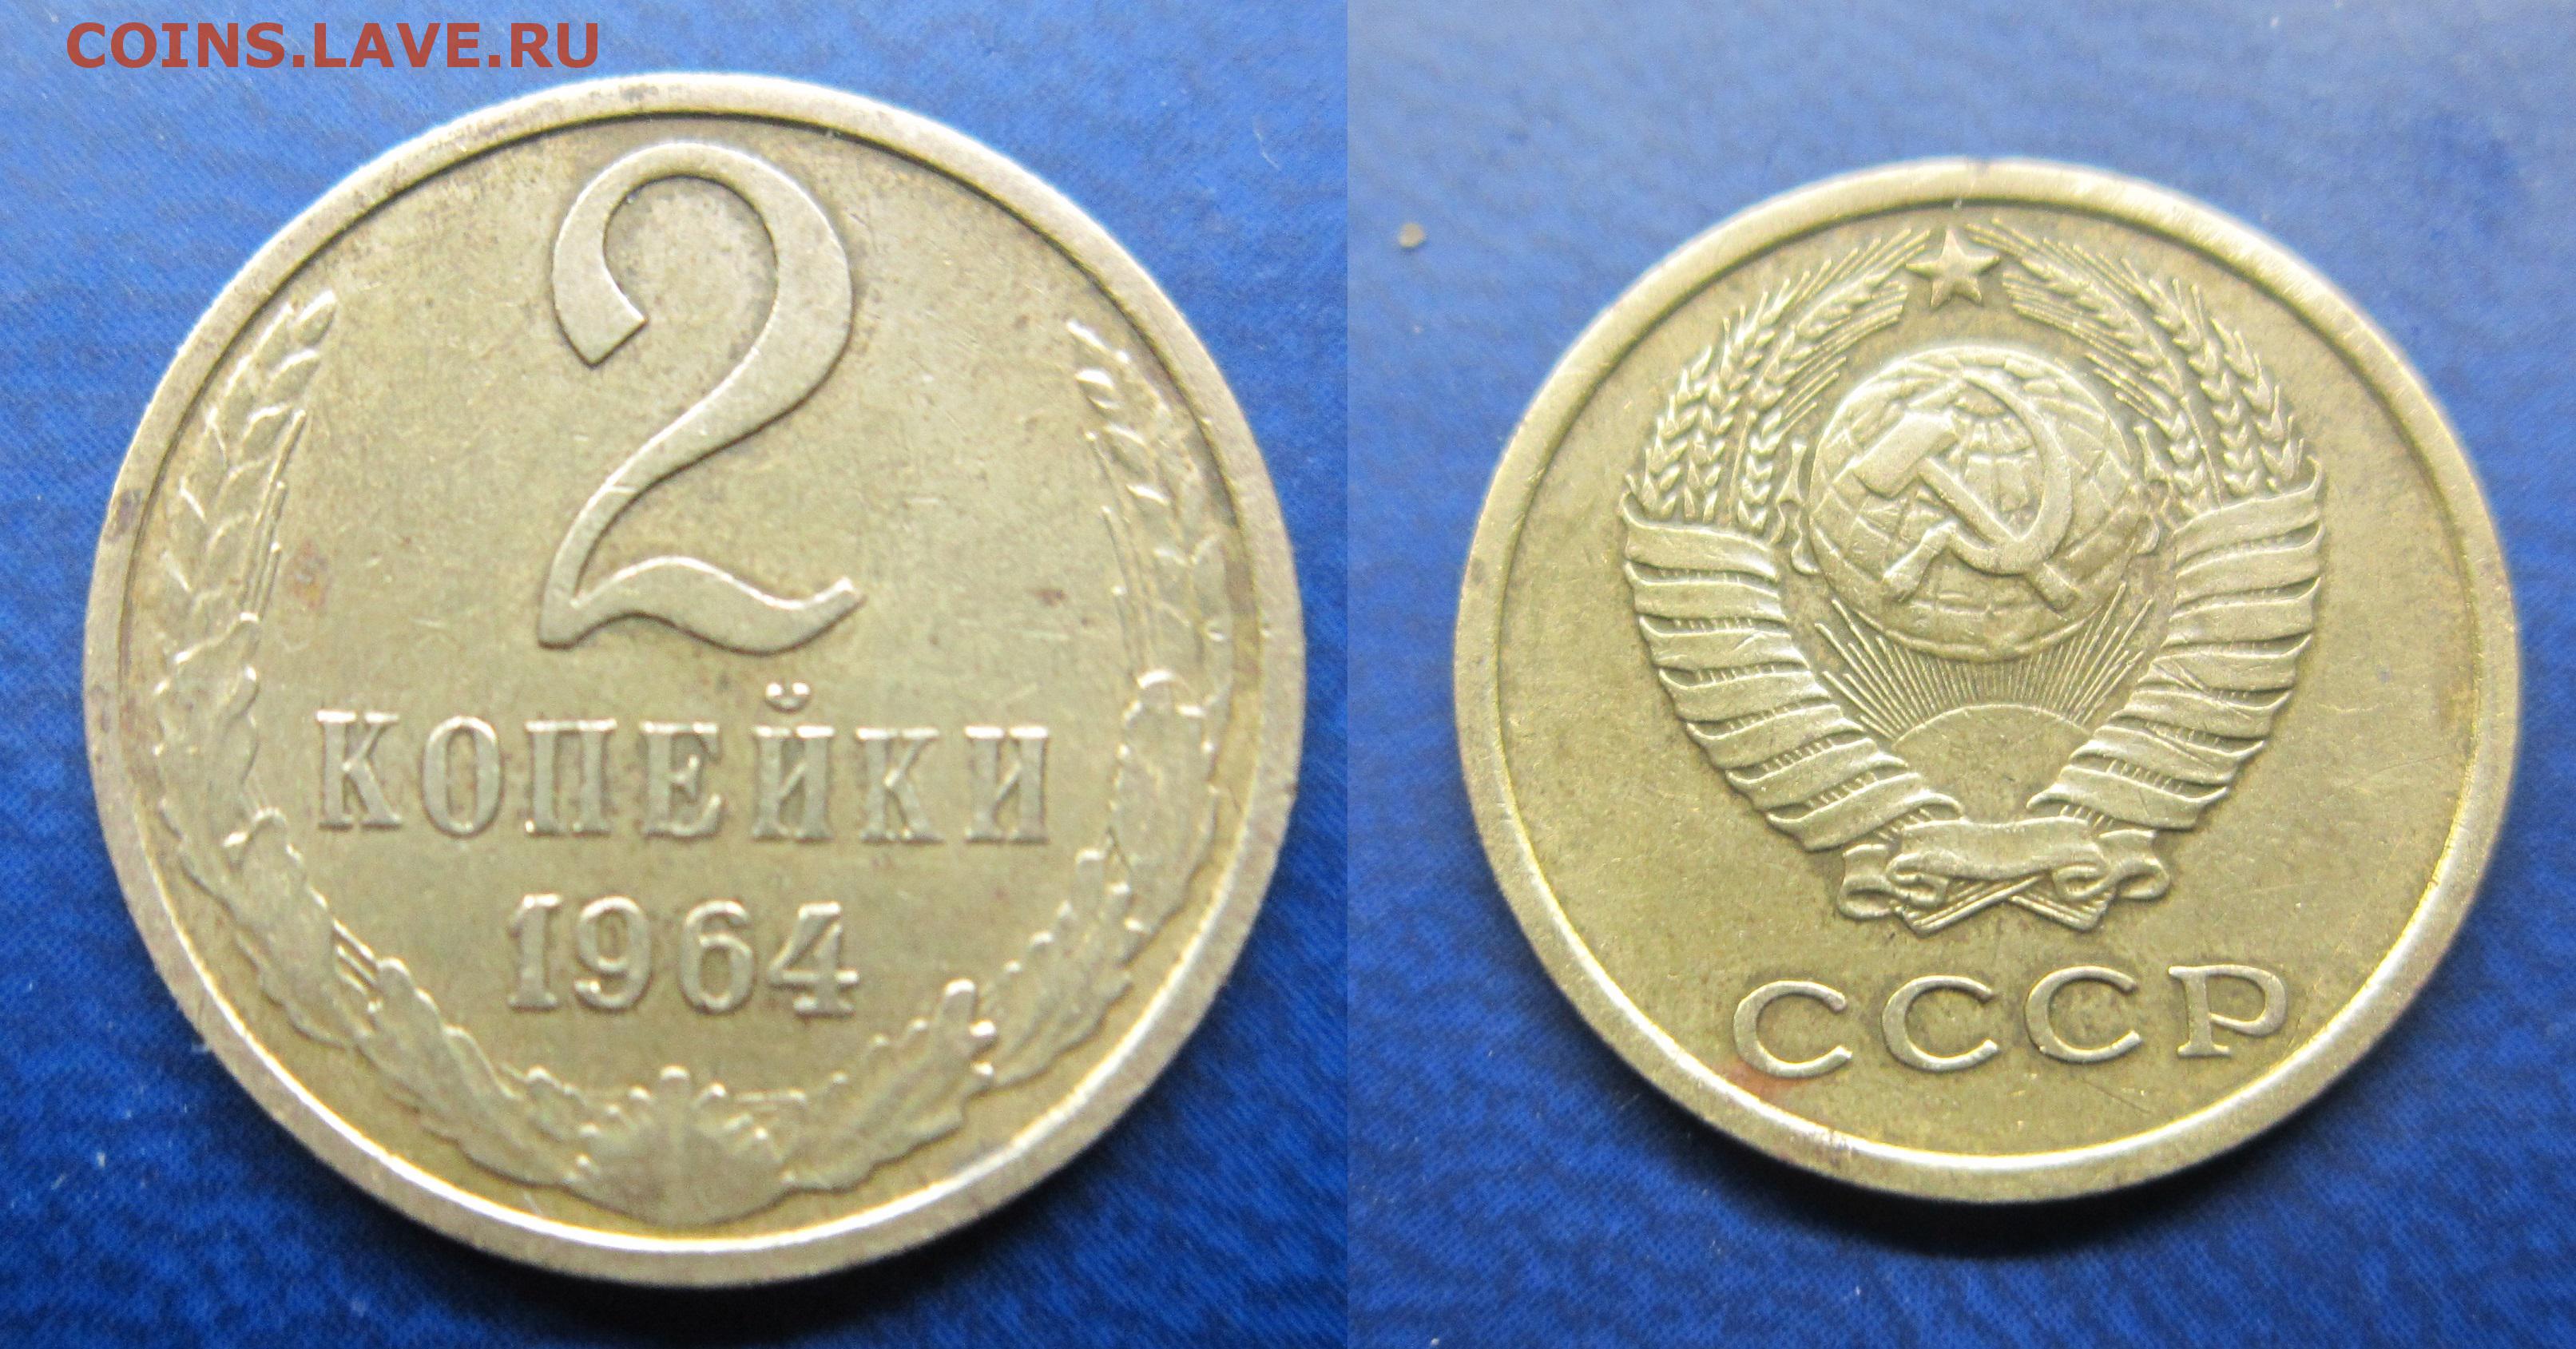 COINS.LAVE.RU
2
КОПЕЙКИ
1964
СССР